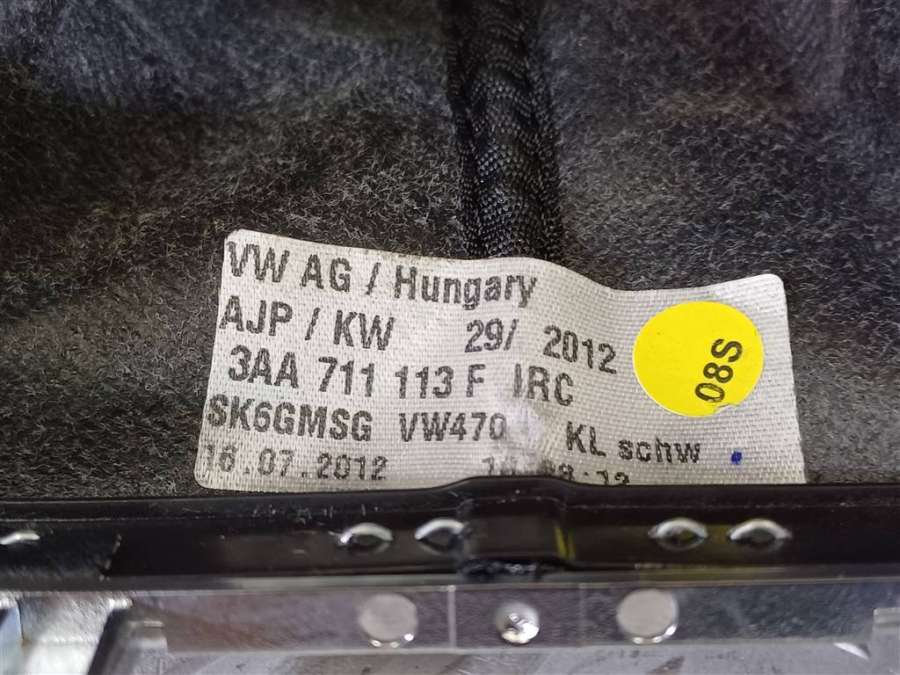 VW AG / Hungary
AJP / KW 29/ 2012
3AA 711 113 F IRC
SK6GMSG VW470 KL schw
16.07.2012
08S